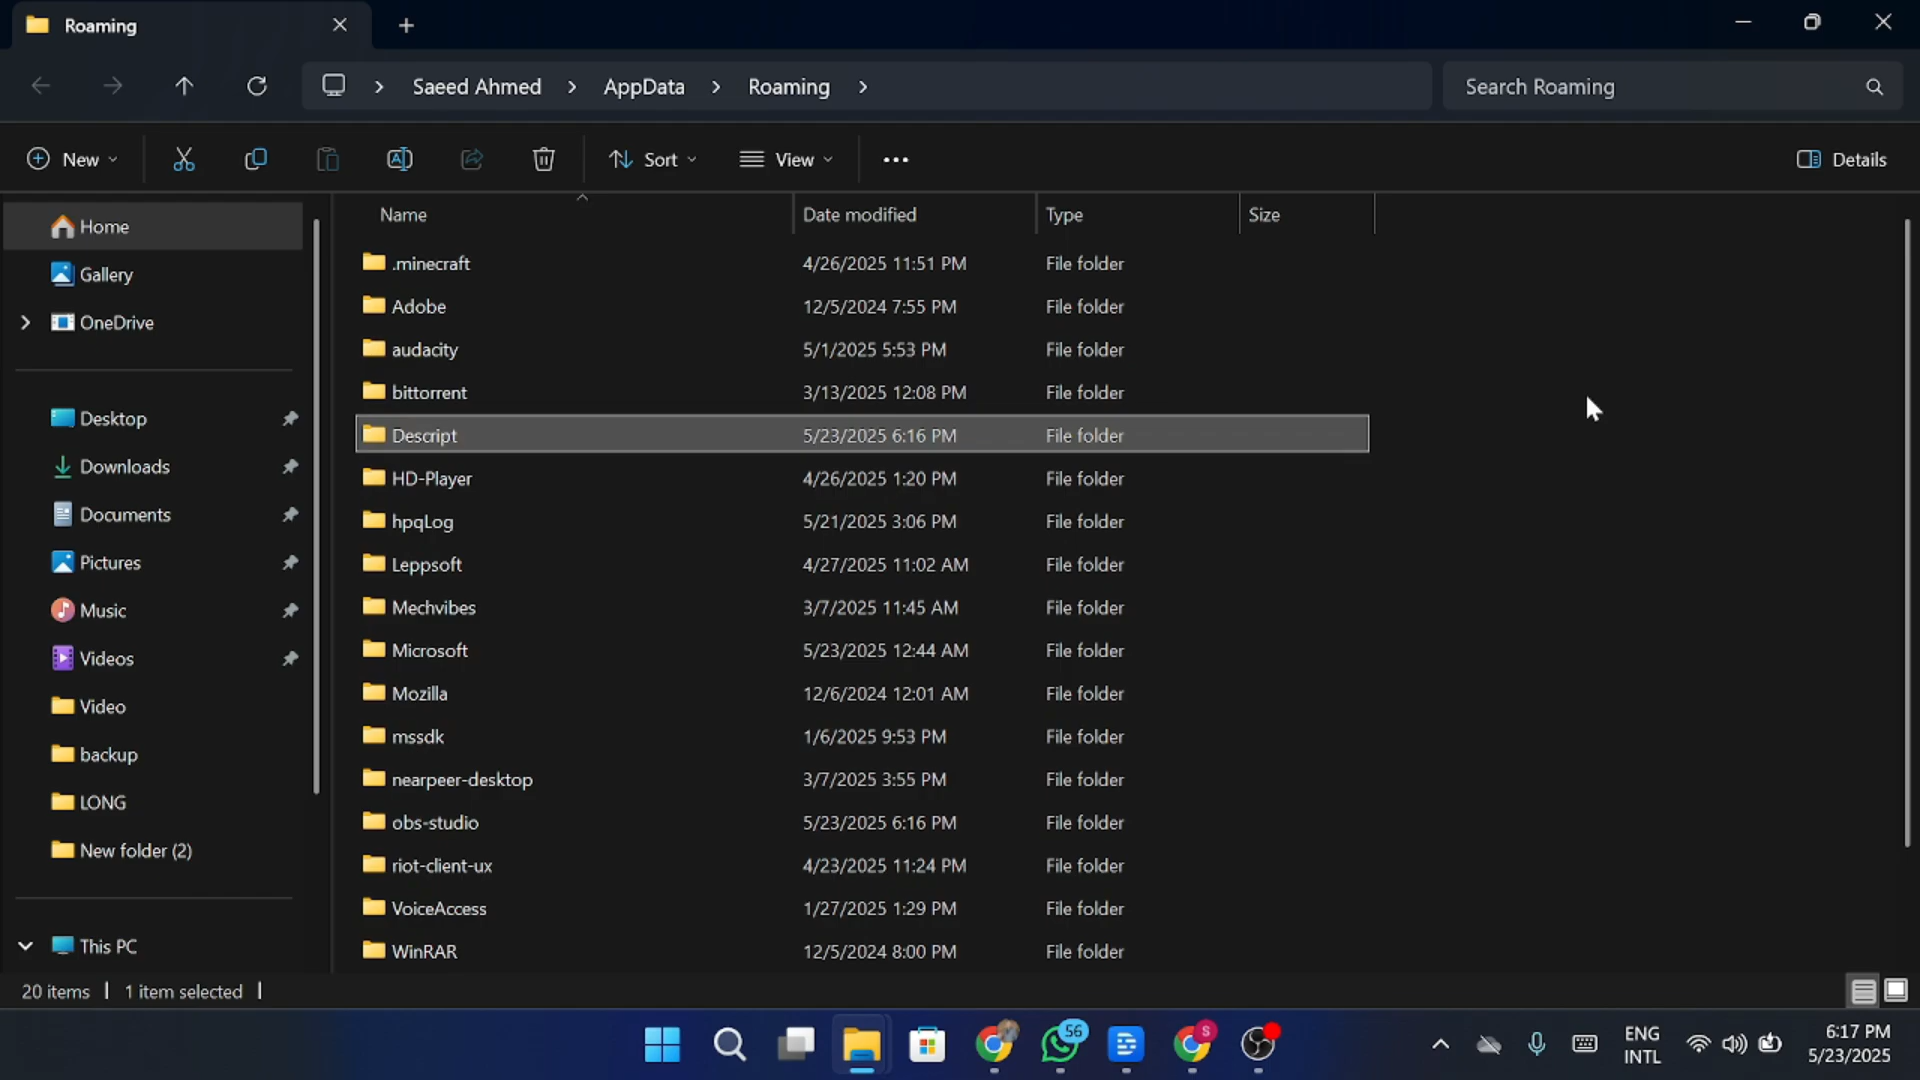 Roaming
Saeed Ahmed > AppData > Roaming >
Search Roaming
New
Sort
View
Details
Name Date modified Type Size
Home
Gallery
OneDrive
Desktop
Downloads
Documents
Pictures
Music
Videos
Video
backup
LONG
New folder (2)
This PC
.minecraft 4/26/2025 11:51 PM File folder
Adobe 12/5/2024 7:55 PM File folder
audacity 5/1/2025 5:53 PM File folder
bittorrent 3/13/2025 12:08 PM File folder
Descript 5/23/2025 6:16 PM File folder
HD-Player 4/26/2025 1:20 PM File folder
hpqLog 5/21/2025 3:06 PM File folder
Leppsoft 4/27/2025 11:02 AM File folder
Mechvibes 3/7/2025 11:45 AM File folder
Microsoft 5/23/2025 12:44 AM File folder
Mozilla 12/6/2024 12:01 AM File folder
mssdk 1/6/2025 9:53 PM File folder
nearpeer-desktop 3/7/2025 3:55 PM File folder
obs-studio 5/23/2025 6:16 PM File folder
riot-client-ux 4/23/2025 11:24 PM File folder
VoiceAccess 1/27/2025 1:29 PM File folder
WinRAR 12/5/2024 8:00 PM File folder
20 items 1 item selected
56
S
ENG
INTL
6:17 PM
5/23/2025